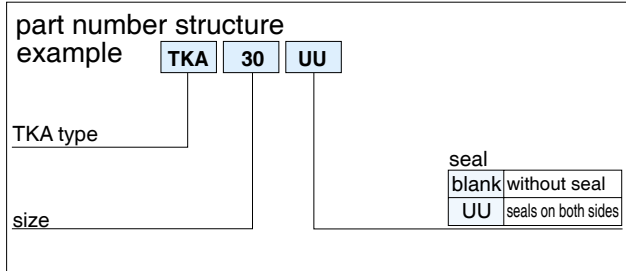 part number structure
example TKA 30 UU
TKA type
seal
blank without seal
UU seals on both sides
size